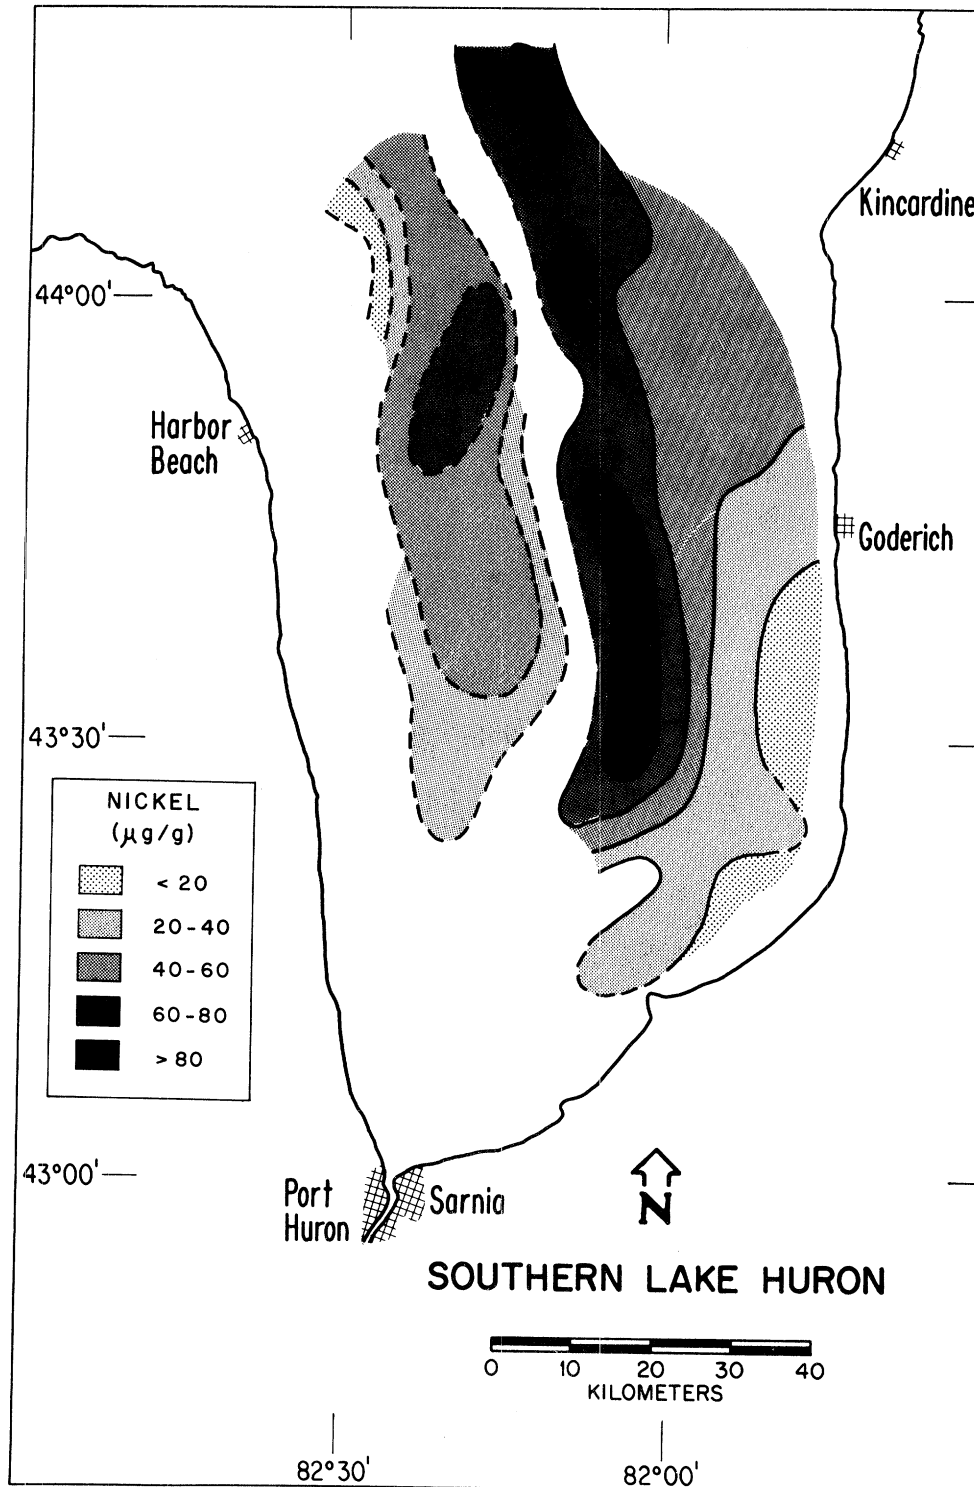 Kincardine
44°00'
Harbor
Beach
Goderich
43°30'
NICKEL
(μg/g)
< 20
20-40
40-60
60-80
> 80
43°00'
Port
Huron
Sarnia
N
SOUTHERN LAKE HURON
0 10 20 30 40
KILOMETERS
82°30'
82°00'